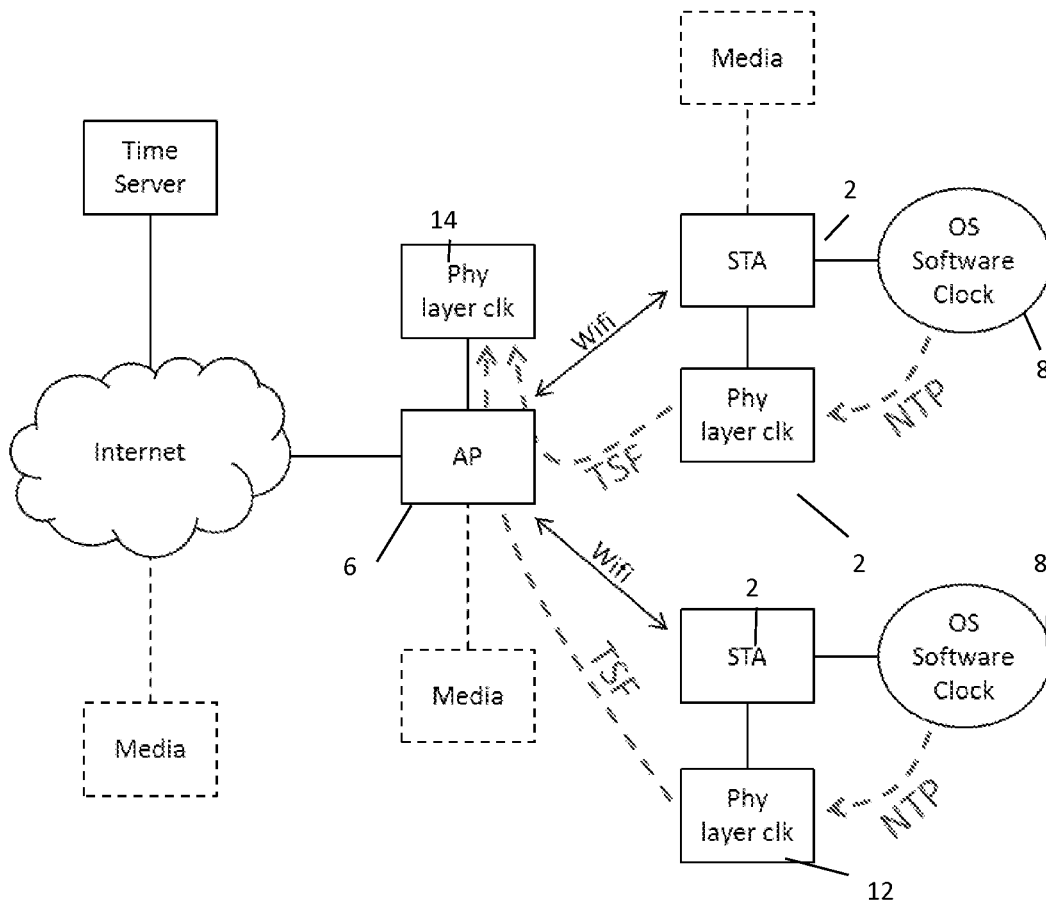 Media
Time
Server
2
14
STA
OS
Software
Clock
Phy
layer clk
Wifi
8
Phy
layer clk
NTP
Internet
AP
TSF
6
Wifi
2
8
2
STA
OS
Software
Clock
TSF
Media
Media
Phy
layer clk
NTP
12